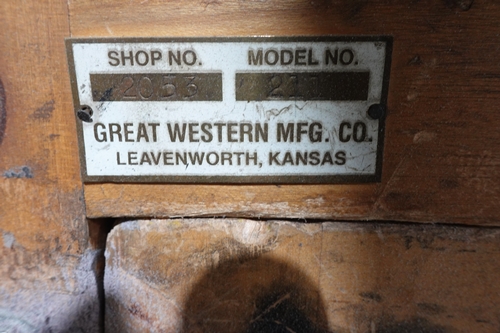 SHOP NO. MODEL NO.
2053
GREAT WESTERN MFG. CO.
LEAVENWORTH, KANSAS